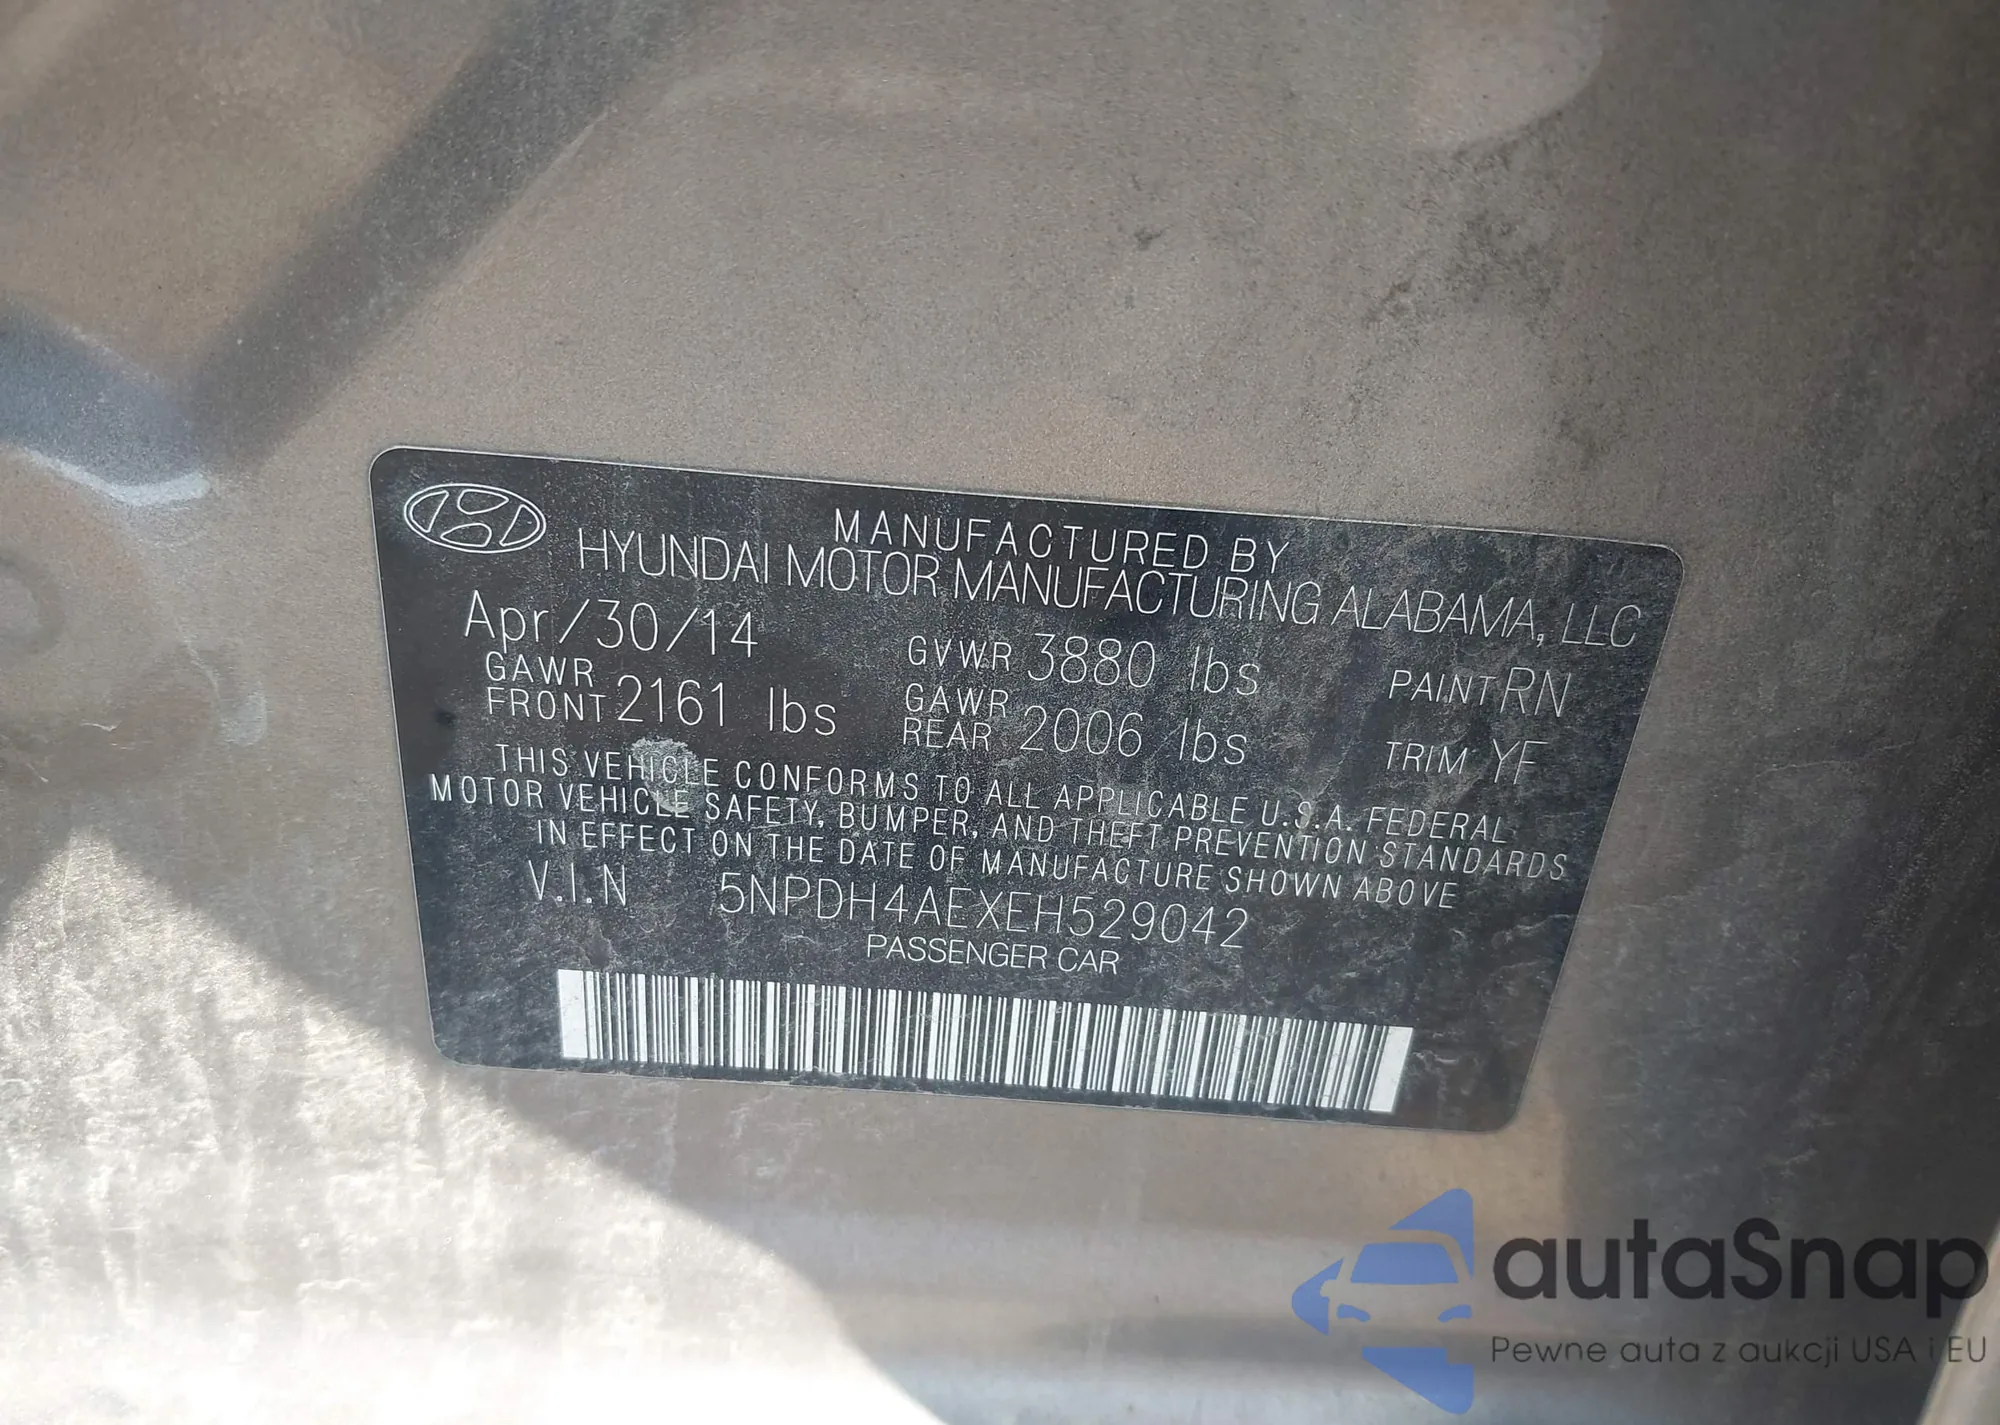 MANUFACTURED BY
HYUNDAI MOTOR MANUFACTURING ALABAMA, LLC
Apr/30/14 GVWR 3880 lbs PAINT RN
GAWR FRONT 2161 lbs GAWR REAR 2006 lbs TRIM YF
THIS VEHICLE CONFORMS TO ALL APPLICABLE U.S.A. FEDERAL
MOTOR VEHICLE SAFETY, BUMPER, AND THEFT PREVENTION STANDARDS
IN EFFECT ON THE DATE OF MANUFACTURE SHOWN ABOVE
V.I.N 5NPDH4AEXEH529042
PASSENGER CAR
autaSnap
Pewne auta z aukcji USA i EU